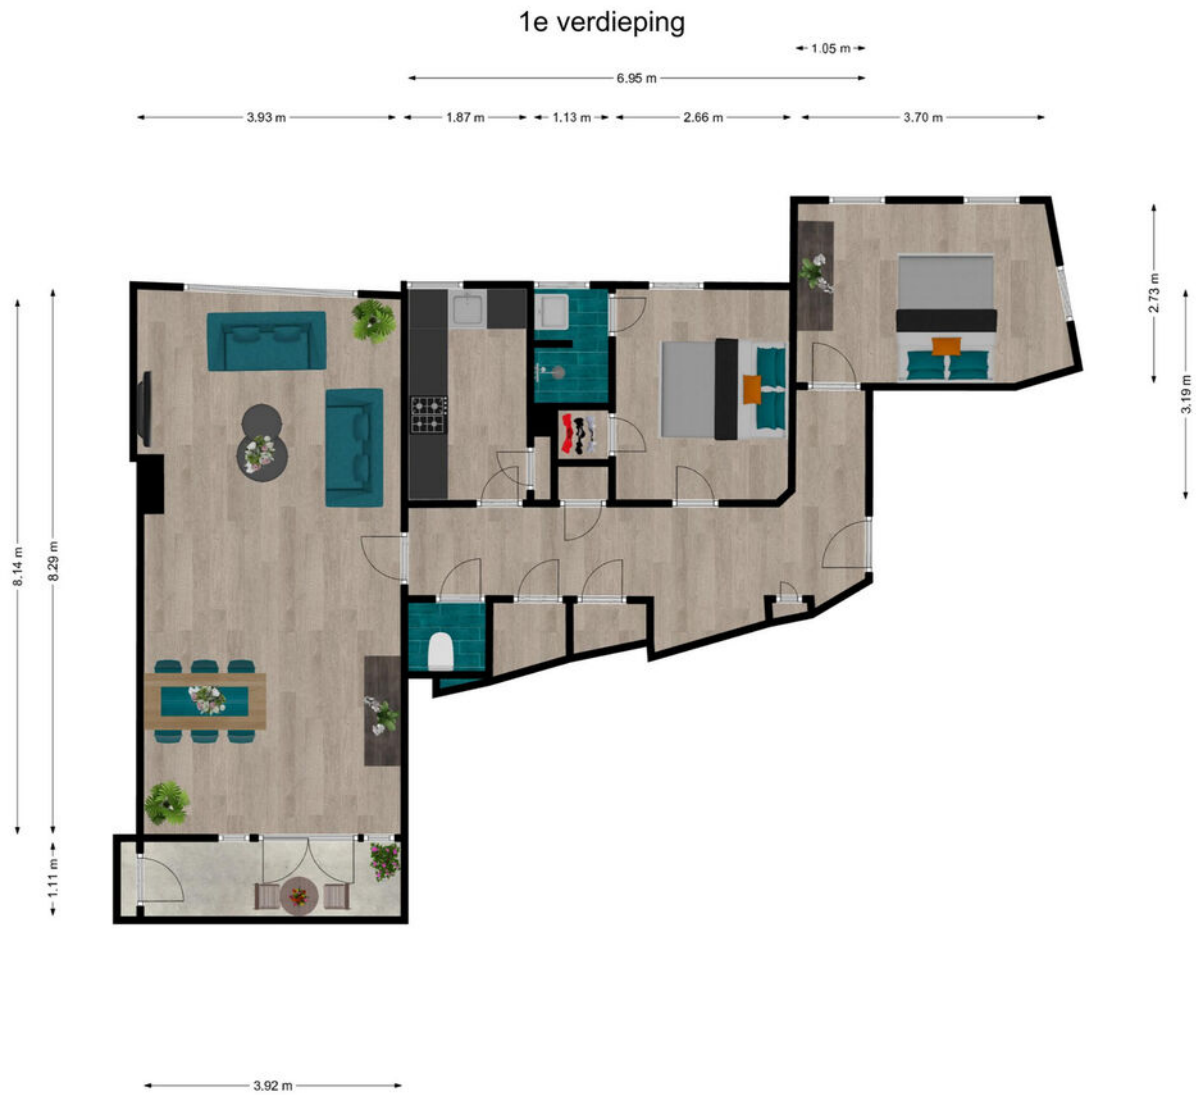 1e verdieping
1.05 m
6.95 m
3.93 m
1.87 m
1.13 m
2.66 m
3.70 m
2.73 m
3.19 m
8.14 m
8.29 m
1.11 m
3.92 m